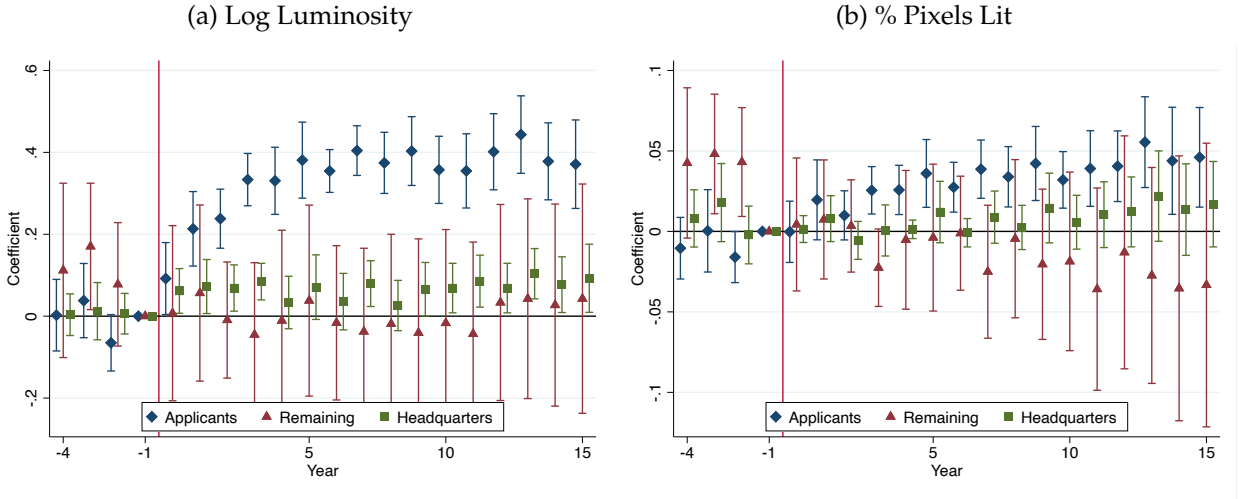 (a) Log Luminosity
.6
.4
.2
0
-.2
Coefficient
-4
-1
5
10
15
Year
Applicants
Remaining
Headquarters
(b) % Pixels Lit
.1
.05
0
-.05
-.1
Coefficient
-4
-1
5
10
15
Year
Applicants
Remaining
Headquarters